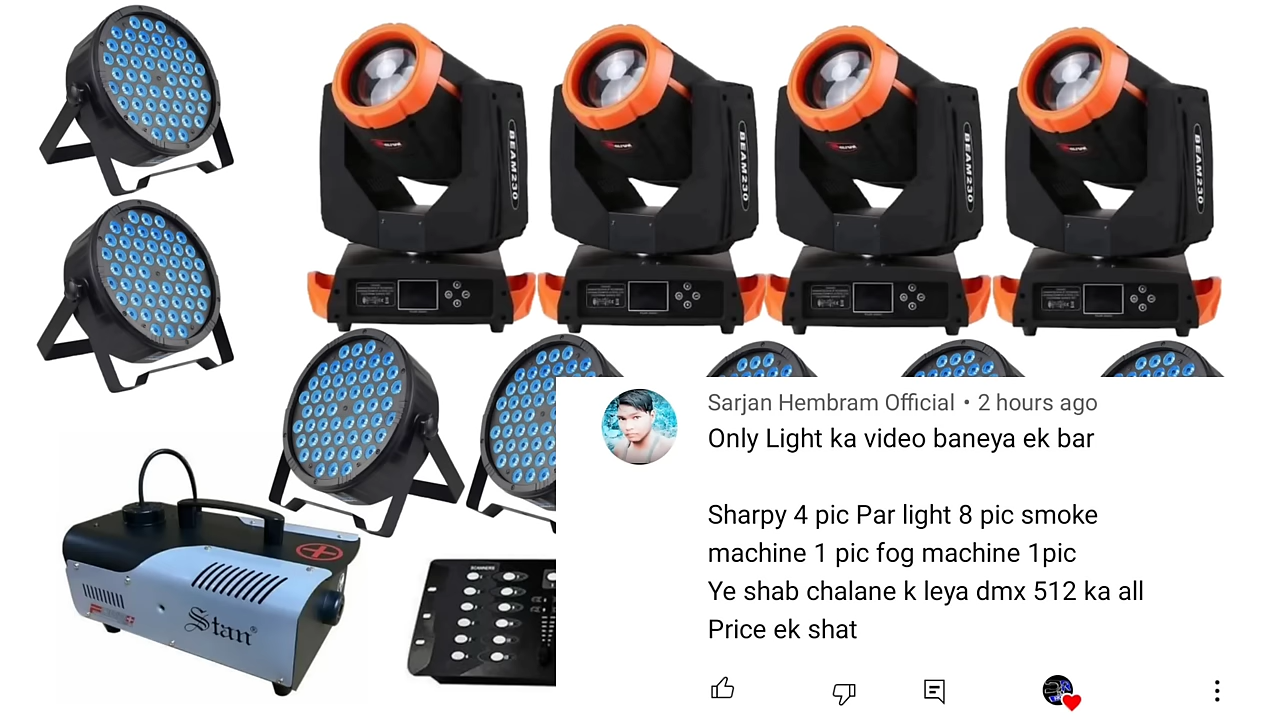 BEAM230
BEAM230
BEAM230
BEAM230
Stan®
SCANNERS
Sarjan Hembram Official • 2 hours ago
Only Light ka video baneya ek bar
Sharpy 4 pic Par light 8 pic smoke
machine 1 pic fog machine 1pic
Ye shab chalane k leya dmx 512 ka all
Price ek shat